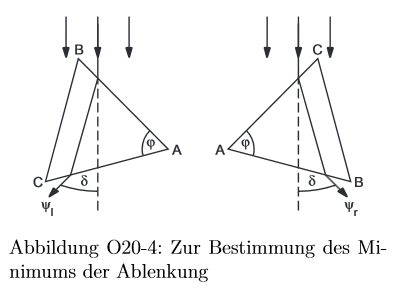 B
C
φ
A
C
δ
ψl
C
A
φ
B
δ
ψr
Abbildung O20-4: Zur Bestimmung des Mi-
nimums der Ablenkung